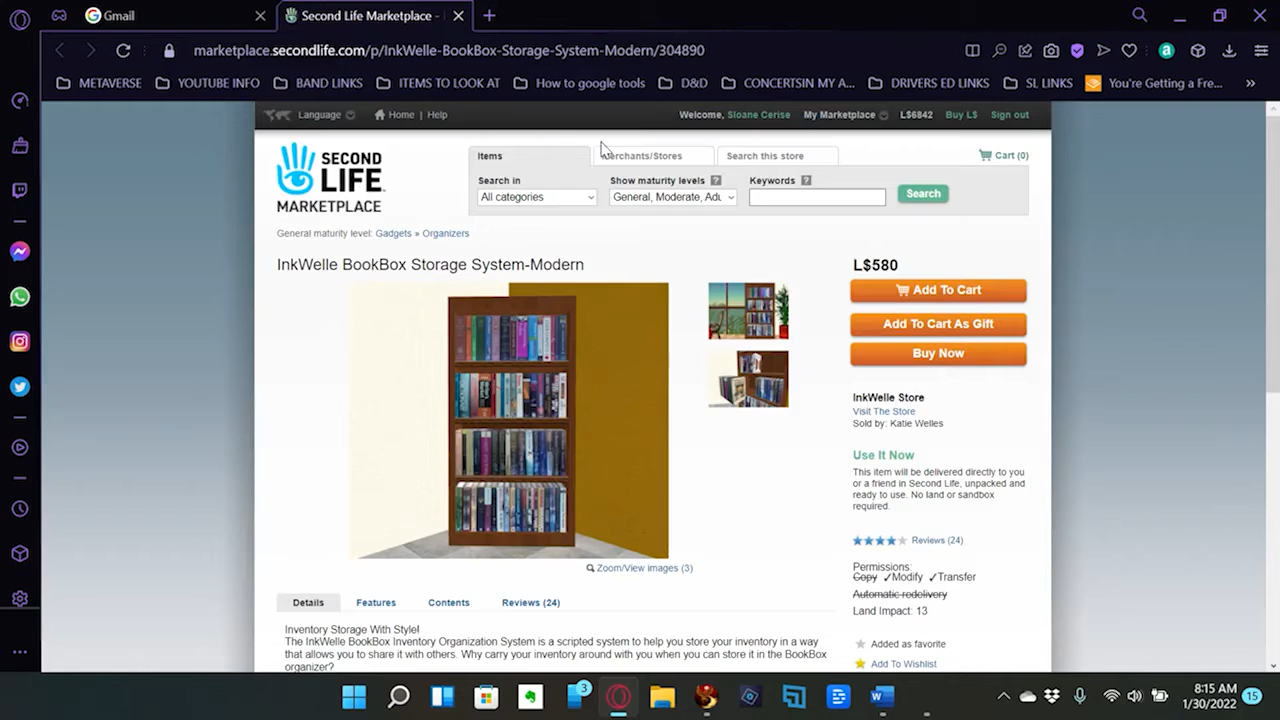 Gmail
Second Life Marketplace -
marketplace.secondlife.com/p/InkWelle-BookBox-Storage-System-Modern/304890
METAVERSE YOUTUBE INFO BAND LINKS ITEMS TO LOOK AT How to google tools D&D CONCERTSIN MY A... DRIVERS ED LINKS SL LINKS You're Getting a Fre...
Language Home | Help Welcome, Sloane Cerise My Marketplace L$6842 Buy L$ Sign out
SECOND
LIFE
MARKETPLACE
Items Merchants/Stores Search this store Cart (0)
Search in Show maturity levels ? Keywords ?
All categories General, Moderate, Adu Search
General maturity level: Gadgets » Organizers
InkWelle BookBox Storage System-Modern
L$580
Add To Cart
Add To Cart As Gift
Buy Now
InkWelle Store
Visit The Store
Sold by: Katie Welles
Use It Now
This item will be delivered directly to you
or a friend in Second Life, unpacked and
ready to use. No land or sandbox
required.
Reviews (24)
Permissions:
Copy ✓Modify ✓Transfer
Automatic redelivery
Land Impact: 13
Added as favorite
Add To Wishlist
Zoom/View images (3)
Details Features Contents Reviews (24)
Inventory Storage With Style!
The InkWelle BookBox Inventory Organization System is a scripted system to help you store your inventory in a way
that allows you to share it with others. Why carry your inventory around with you when you can store it in the BookBox
organizer?
3
8:15 AM
1/30/2022
15